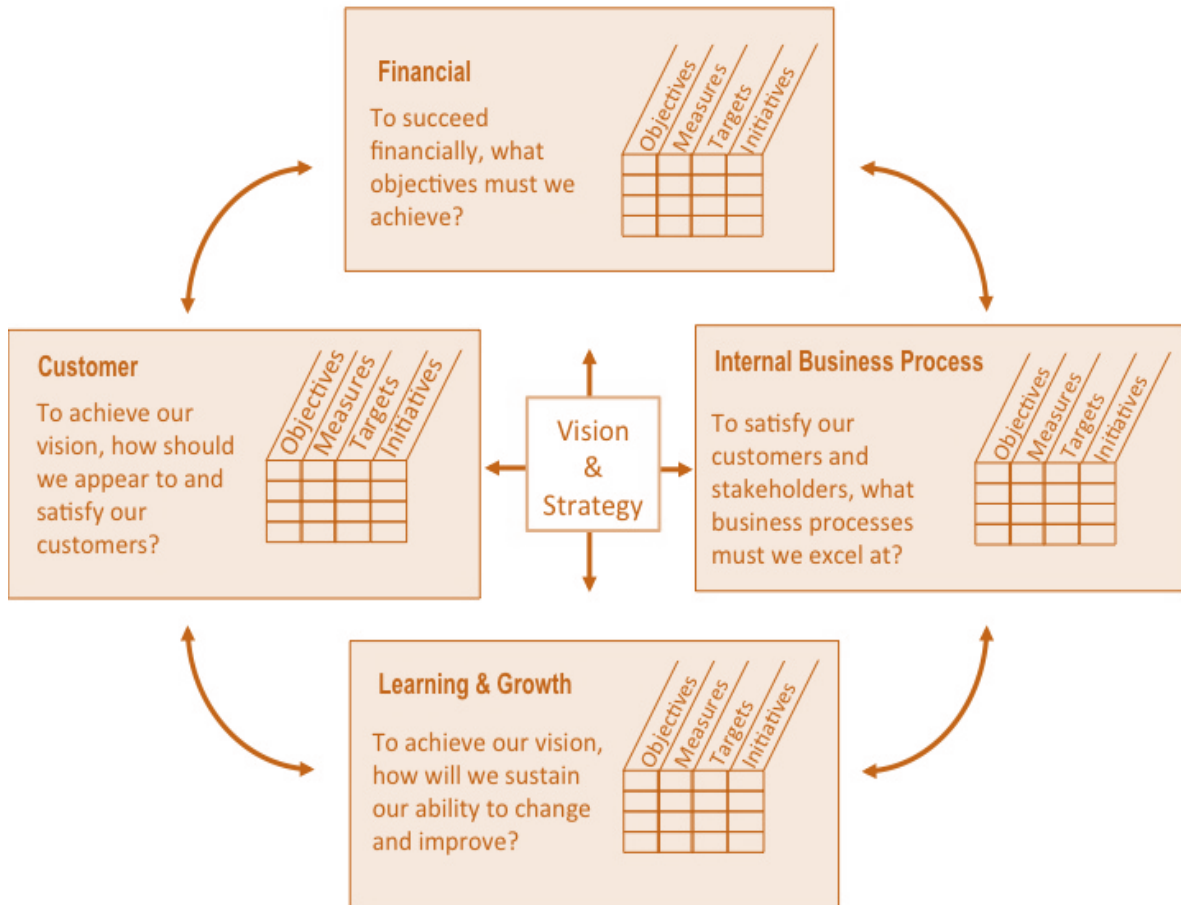 Financial
To succeed
financially, what
objectives must we
achieve?
Objectives
Measures
Targets
Initiatives
Customer
To achieve our
vision, how should
we appear to and
satisfy our
customers?
Objectives
Measures
Targets
Initiatives
Vision
&
Strategy
Internal Business Process
To satisfy our
customers and
stakeholders, what
business processes
must we excel at?
Objectives
Measures
Targets
Initiatives
Learning & Growth
To achieve our vision,
how will we sustain
our ability to change
and improve?
Objectives
Measures
Targets
Initiatives